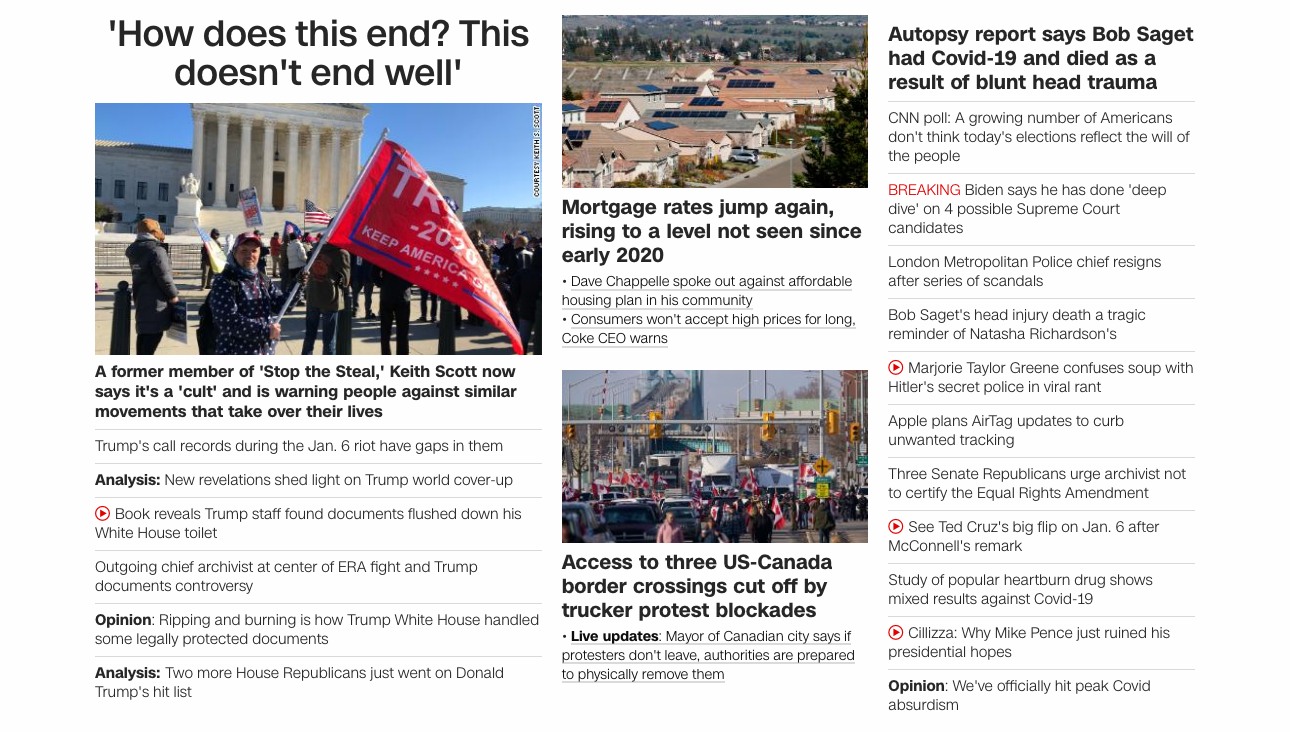 'How does this end? This
doesn't end well'
COURTESY KEITH S. SCOTT
TR
-2020
KEEP AMERICA GR
A former member of 'Stop the Steal,' Keith Scott now
says it's a 'cult' and is warning people against similar
movements that take over their lives
Trump's call records during the Jan. 6 riot have gaps in them
Analysis: New revelations shed light on Trump world cover-up
Book reveals Trump staff found documents flushed down his
White House toilet
Outgoing chief archivist at center of ERA fight and Trump
documents controversy
Opinion: Ripping and burning is how Trump White House handled
some legally protected documents
Analysis: Two more House Republicans just went on Donald
Trump's hit list
Mortgage rates jump again,
rising to a level not seen since
early 2020
• Dave Chappelle spoke out against affordable
housing plan in his community
• Consumers won't accept high prices for long,
Coke CEO warns
Access to three US-Canada
border crossings cut off by
trucker protest blockades
• Live updates: Mayor of Canadian city says if
protesters don't leave, authorities are prepared
to physically remove them
Autopsy report says Bob Saget
had Covid-19 and died as a
result of blunt head trauma
CNN poll: A growing number of Americans
don't think today's elections reflect the will of
the people
BREAKING Biden says he has done 'deep
dive' on 4 possible Supreme Court
candidates
London Metropolitan Police chief resigns
after series of scandals
Bob Saget's head injury death a tragic
reminder of Natasha Richardson's
Marjorie Taylor Greene confuses soup with
Hitler's secret police in viral rant
Apple plans AirTag updates to curb
unwanted tracking
Three Senate Republicans urge archivist not
to certify the Equal Rights Amendment
See Ted Cruz's big flip on Jan. 6 after
McConnell's remark
Study of popular heartburn drug shows
mixed results against Covid-19
Cillizza: Why Mike Pence just ruined his
presidential hopes
Opinion: We've officially hit peak Covid
absurdism